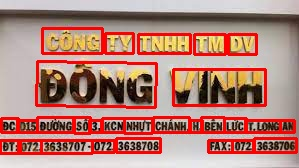 CÔNG TY TNHH TM DV
ĐÔNG VINH
ĐC: D15 ĐƯỜNG SỐ 3, KCN NHỰT CHÁNH, H BẾN LỨC T.LONG AN
ĐT: 072 3638707 - 072 3638708 FAX: 072 3638706